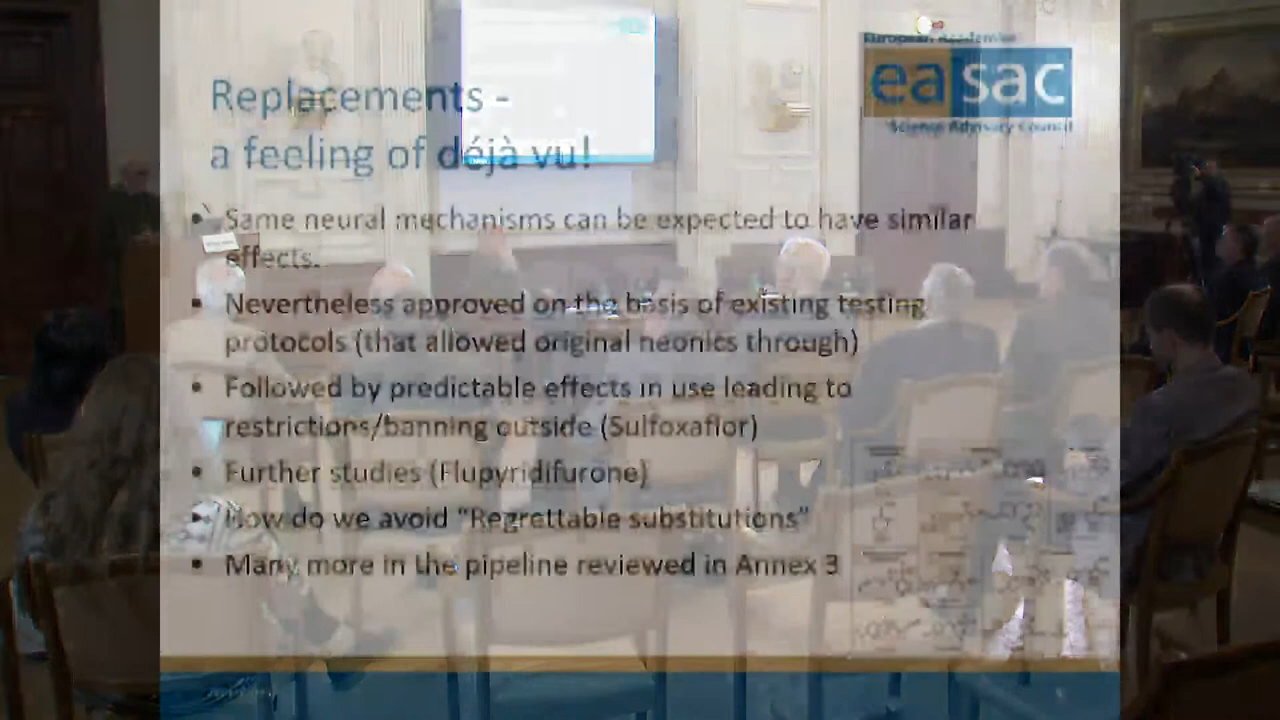 European Academies
easac
Science Advisory Council
Replacements -
a feeling of déjà vu!
• Same neural mechanisms can be expected to have similar
effects.
• Nevertheless approved on the basis of existing testing
protocols (that allowed original neonics through)
• Followed by predictable effects in use leading to
restrictions/banning outside (Sulfoxaflor)
• Further studies (Flupyridifurone)
• How do we avoid “Regrettable substitutions”
• Many more in the pipeline reviewed in Annex 3